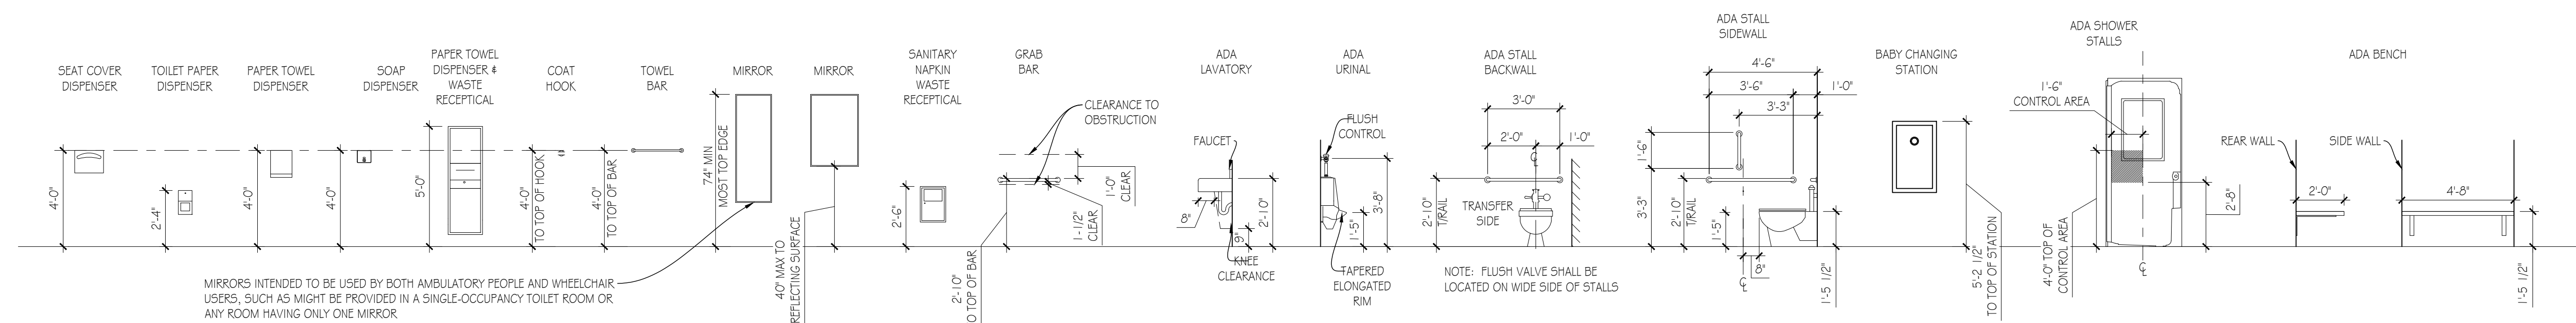 SEAT COVER
DISPENSER
4'-0"
TOILET PAPER
DISPENSER
2'-4"
PAPER TOWEL
DISPENSER
4'-0"
SOAP
DISPENSER
4'-0"
PAPER TOWEL
DISPENSER &
WASTE
RECEPTICAL
5'-0"
COAT
HOOK
4'-0"
TO TOP OF HOOK
TOWEL
BAR
4'-0"
TO TOP OF BAR
MIRROR
74" MIN
MOST TOP EDGE
MIRRORS INTENDED TO BE USED BY BOTH AMBULATORY PEOPLE AND WHEELCHAIR
USERS, SUCH AS MIGHT BE PROVIDED IN A SINGLE-OCCUPANCY TOILET ROOM OR
ANY ROOM HAVING ONLY ONE MIRROR
MIRROR
40" MAX TO
REFLECTING SURFACE
SANITARY
NAPKIN
WASTE
RECEPTICAL
2'-6"
GRAB
BAR
CLEARANCE TO
OBSTRUCTION
1'-0"
CLEAR
1-1/2"
CLEAR
2'-10"
O TOP OF BAR
ADA
LAVATORY
FAUCET
8"
9"
2'-10"
KNEE
CLEARANCE
ADA
URINAL
FLUSH
CONTROL
3'-8"
1'-5"
TAPERED
ELONGATED
RIM
ADA STALL
BACKWALL
3'-0"
2'-0"
1'-0"
℄
2'-10"
T/RAIL
TRANSFER
SIDE
NOTE: FLUSH VALVE SHALL BE
LOCATED ON WIDE SIDE OF STALLS
ADA STALL
SIDEWALL
4'-6"
3'-6"
1'-0"
3'-3"
1'-6"
3'-3"
2'-10"
T/RAIL
1'-5"
8"
℄
1'-5 1/2"
BABY CHANGING
STATION
5'-2 1/2"
TO TOP OF STATION
ADA SHOWER
STALLS
1'-6"
CONTROL AREA
4'-0" TOP OF
CONTROL AREA
℄
2'-8"
ADA BENCH
REAR WALL
2'-0"
SIDE WALL
4'-8"
1'-5 1/2"